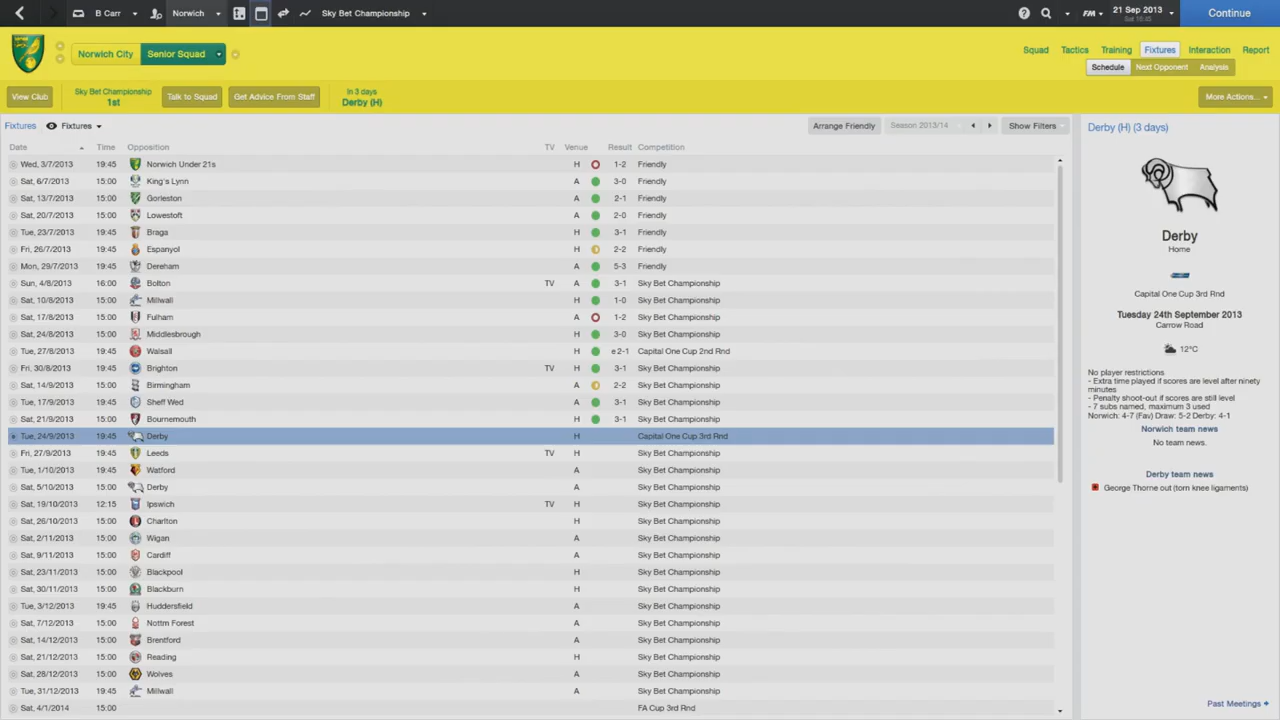 B Carr Norwich Sky Bet Championship FM 21 Sep 2013 Continue
Sat 16:45
Norwich City Senior Squad Squad Tactics Training Fixtures Interaction Report
Schedule Next Opponent Analysis
View Club Sky Bet Championship 1st Talk to Squad Get Advice From Staff In 3 days Derby (H) More Actions...
Fixtures Fixtures Arrange Friendly Season 2013/14 Show Filters
Date Time Opposition TV Venue Result Competition
Wed, 3/7/2013 19:45 Norwich Under 21s H 1-2 Friendly
Sat, 6/7/2013 15:00 King's Lynn A 3-0 Friendly
Sat, 13/7/2013 15:00 Gorleston A 2-1 Friendly
Sat, 20/7/2013 15:00 Lowestoft A 2-0 Friendly
Tue, 23/7/2013 19:45 Braga H 3-1 Friendly
Fri, 26/7/2013 19:45 Espanyol H 2-2 Friendly
Mon, 29/7/2013 19:45 Dereham A 5-3 Friendly
Sun, 4/8/2013 16:00 Bolton TV A 3-1 Sky Bet Championship
Sat, 10/8/2013 15:00 Millwall H 1-0 Sky Bet Championship
Sat, 17/8/2013 15:00 Fulham A 1-2 Sky Bet Championship
Sat, 24/8/2013 15:00 Middlesbrough H 3-0 Sky Bet Championship
Tue, 27/8/2013 19:45 Walsall H e 2-1 Capital One Cup 2nd Rnd
Fri, 30/8/2013 19:45 Brighton TV H 3-1 Sky Bet Championship
Sat, 14/9/2013 15:00 Birmingham A 2-2 Sky Bet Championship
Tue, 17/9/2013 19:45 Sheff Wed A 3-1 Sky Bet Championship
Sat, 21/9/2013 15:00 Bournemouth H 3-1 Sky Bet Championship
Tue, 24/9/2013 19:45 Derby H Capital One Cup 3rd Rnd
Fri, 27/9/2013 19:45 Leeds TV H Sky Bet Championship
Tue, 1/10/2013 19:45 Watford A Sky Bet Championship
Sat, 5/10/2013 15:00 Derby A Sky Bet Championship
Sat, 19/10/2013 12:15 Ipswich TV H Sky Bet Championship
Sat, 26/10/2013 15:00 Charlton A Sky Bet Championship
Sat, 2/11/2013 15:00 Wigan A Sky Bet Championship
Sat, 9/11/2013 15:00 Cardiff A Sky Bet Championship
Sat, 23/11/2013 15:00 Blackpool H Sky Bet Championship
Sat, 30/11/2013 15:00 Blackburn H Sky Bet Championship
Tue, 3/12/2013 19:45 Huddersfield A Sky Bet Championship
Sat, 7/12/2013 15:00 Nottm Forest A Sky Bet Championship
Sat, 14/12/2013 15:00 Brentford A Sky Bet Championship
Sat, 21/12/2013 15:00 Reading H Sky Bet Championship
Sat, 28/12/2013 15:00 Wolves A Sky Bet Championship
Tue, 31/12/2013 19:45 Millwall A Sky Bet Championship
Sat, 4/1/2014 15:00 FA Cup 3rd Rnd
Derby (H) (3 days)
Derby
Home
Capital One Cup 3rd Rnd
Tuesday 24th September 2013
Carrow Road
12°C
No player restrictions
- Extra time played if scores are level after ninety
minutes
- Penalty shoot-out if scores are still level
- 7 subs named, maximum 3 used
Norwich: 4-7 (Fav) Draw: 5-2 Derby: 4-1
Norwich team news
No team news.
Derby team news
George Thorne out (torn knee ligaments)
Past Meetings